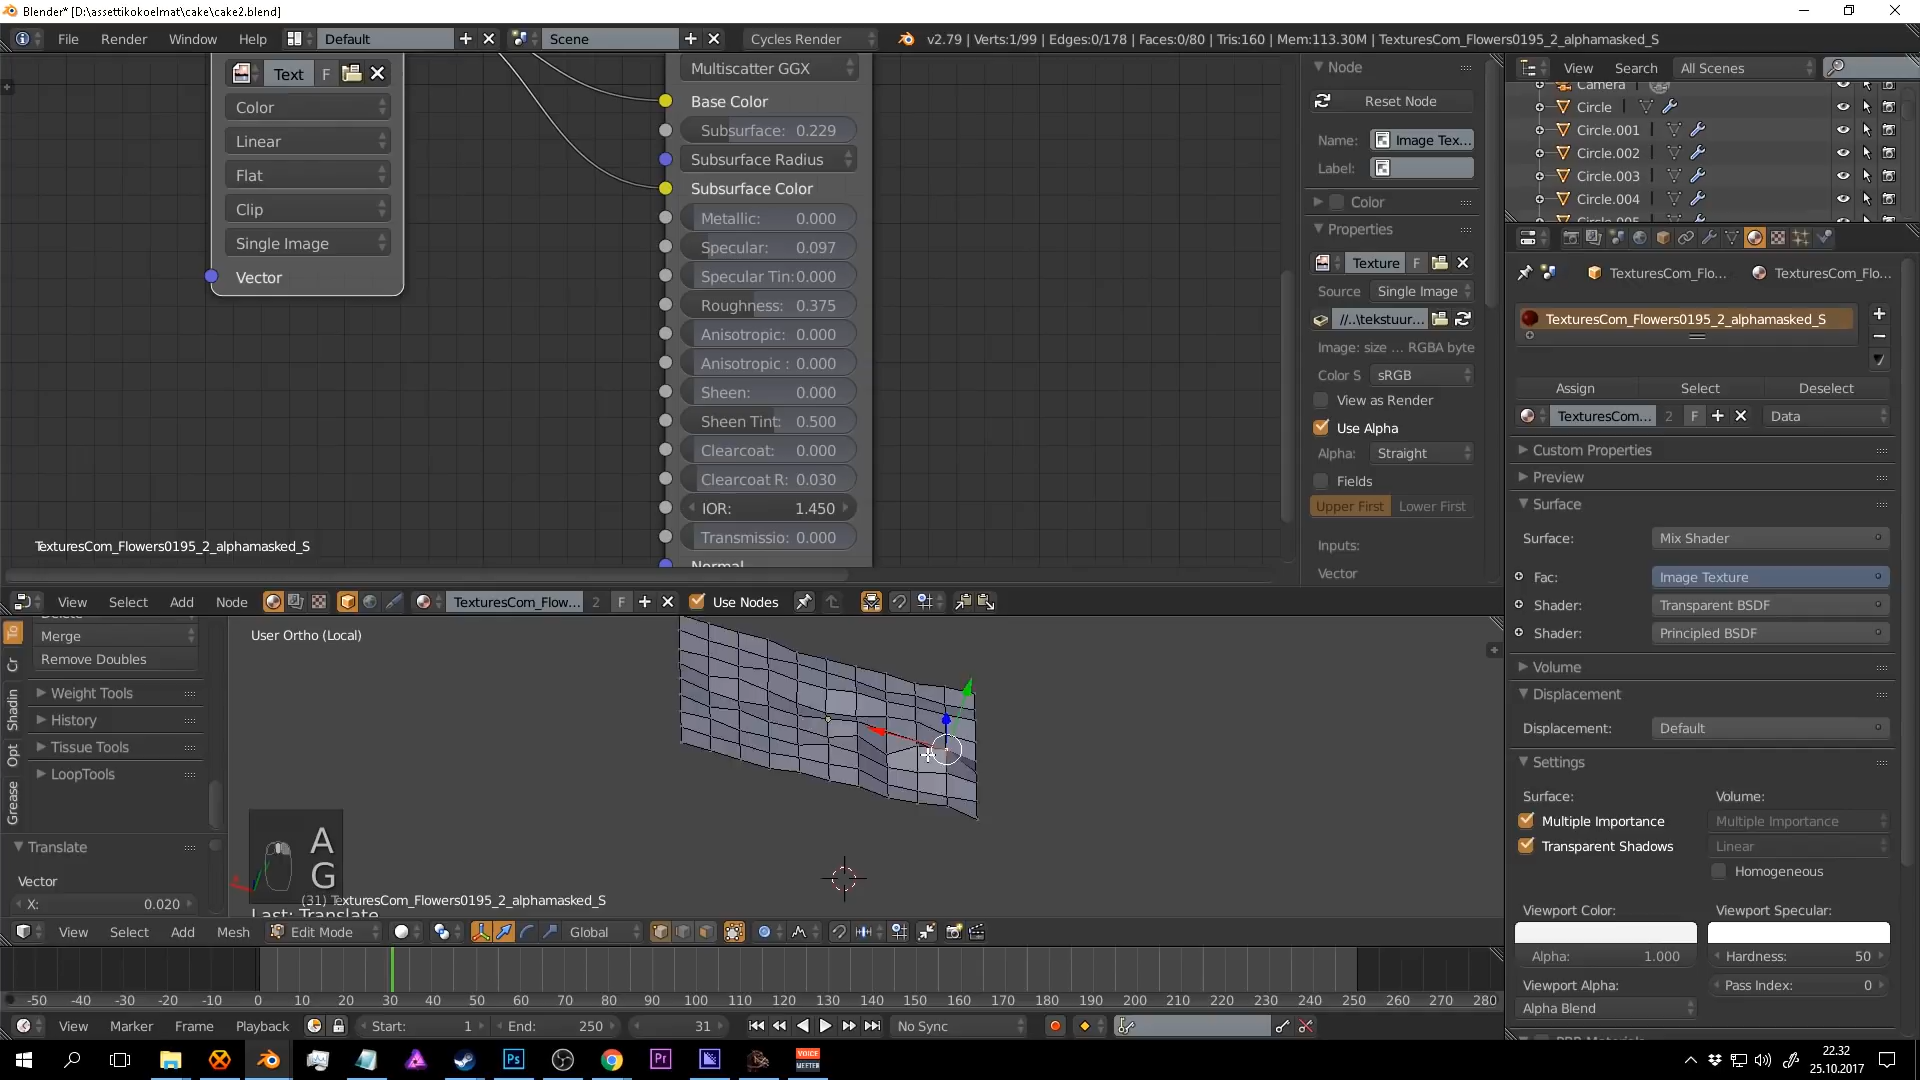 Blender* [D:\assettikokoelmat\cake\cake2.blend]
File Render Window Help Default Scene Cycles Render v2.79 | Verts:1/99 | Edges:0/178 | Faces:0/80 | Tris:160 | Mem:113.30M | TexturesCom_Flowers0195_2_alphamasked_S
Text F
Color
Linear
Flat
Clip
Single Image
Vector
Multiscatter GGX
Base Color
Subsurface: 0.229
Subsurface Radius
Subsurface Color
Metallic: 0.000
Specular: 0.097
Specular Tin: 0.000
Roughness: 0.375
Anisotropic: 0.000
Anisotropic : 0.000
Sheen: 0.000
Sheen Tint: 0.500
Clearcoat: 0.000
Clearcoat R: 0.030
IOR: 1.450
Transmissio: 0.000
Normal
TexturesCom_Flowers0195_2_alphamasked_S
Node
Reset Node
Name: Image Tex...
Label:
Color
Properties
Texture F
Source Single Image
//..\tekstuur...
Image: size ... RGBA byte
Color S sRGB
View as Render
Use Alpha
Alpha: Straight
Fields
Upper First Lower First
Inputs:
Vector
View Search All Scenes
Camera
Circle
Circle.001
Circle.002
Circle.003
Circle.004
Circle.005
TexturesCom_Flo... TexturesCom_Flo...
TexturesCom_Flowers0195_2_alphamasked_S
Assign Select Deselect
TexturesCom... 2 F Data
Custom Properties
Preview
Surface
Surface: Mix Shader
Fac: Image Texture
Shader: Transparent BSDF
Shader: Principled BSDF
Volume
Displacement
Displacement: Default
Settings
Surface: Volume:
Multiple Importance Multiple Importance
Transparent Shadows Linear
Homogeneous
Viewport Color: Viewport Specular:
Alpha: 1.000 Hardness: 50
Viewport Alpha: Pass Index: 0
Alpha Blend
View Select Add Node TexturesCom_Flow... 2 F Use Nodes
To
Cr
Shadin
Opt
Grease
Merge
Remove Doubles
Weight Tools
History
Tissue Tools
LoopTools
Translate
Vector
X: 0.020
User Ortho (Local)
A
G
(31) TexturesCom_Flowers0195_2_alphamasked_S
Last: Translate
View Select Add Mesh Edit Mode Global
-50 -40 -30 -20 -10 0 10 20 30 40 50 60 70 80 90 100 110 120 130 140 150 160 170 180 190 200 210 220 230 240 250 260 270 280
View Marker Frame Playback Start: 1 End: 250 31 No Sync
Ps Pr VOICE MEETER
22.32
25.10.2017